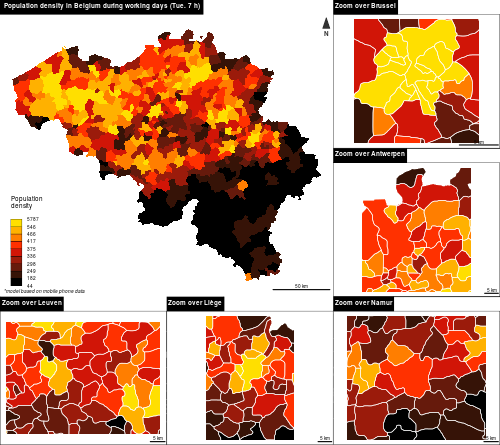 Population density in Belgium during working days (Tue. 7 h)
N
Population
density
5787
546
466
417
375
336
298
249
182
44
*model based on mobile phone data
50 km
Zoom over Brussel
Zoom over Antwerpen
5 km
Zoom over Leuven
5 km
Zoom over Liège
5 km
Zoom over Namur
5 km